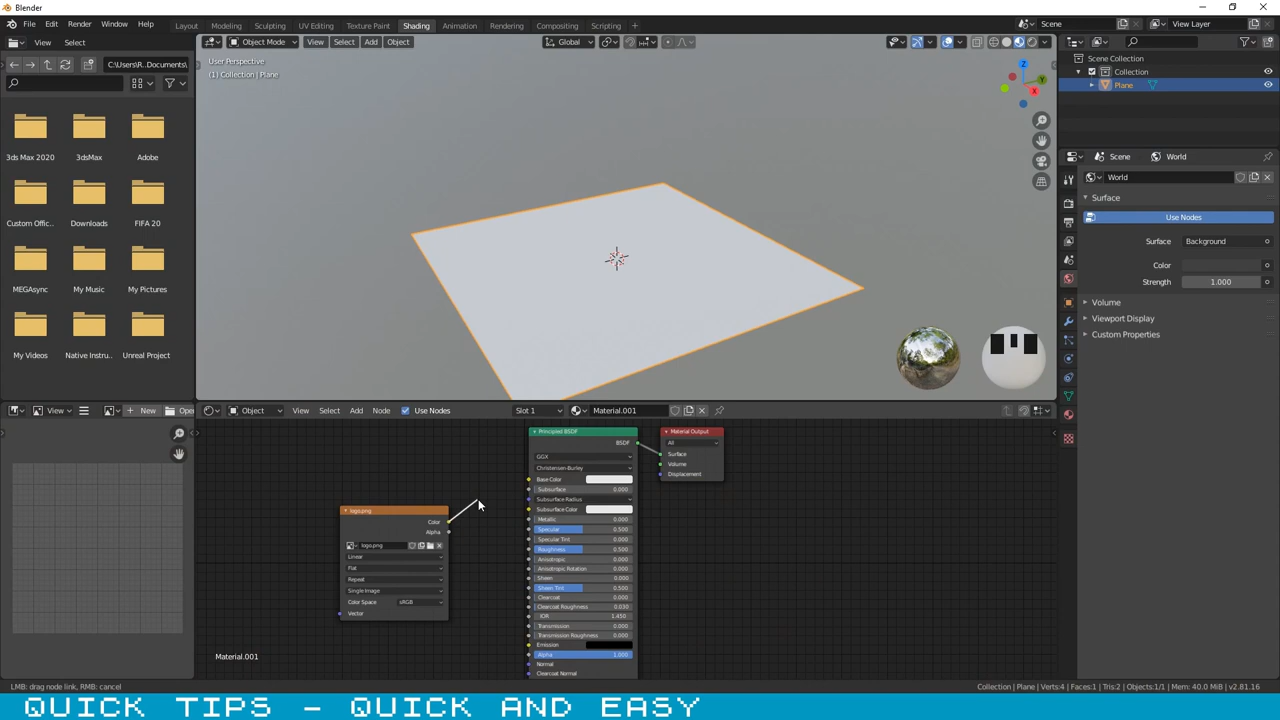 Blender
File Edit Render Window Help Layout Modeling Sculpting UV Editing Texture Paint Shading Animation Rendering Compositing Scripting + Scene View Layer
View Select Object Mode View Select Add Object Global
C:\Users\R..Documents\
3ds Max 2020 3dsMax Adobe
Custom Offic... Downloads FIFA 20
MEGAsync My Music My Pictures
My Videos Native Instru.. Unreal Project
User Perspective
(1) Collection | Plane
X
Y
Z
Scene Collection
Collection
Plane
Scene World
World
Surface
Use Nodes
Surface Background
Color
Strength 1.000
Volume
Viewport Display
Custom Properties
View New Open
Object View Select Add Node Use Nodes Slot 1 Material.001
logo.png
Color
Alpha
logo.png
Linear
Flat
Repeat
Single Image
Color Space sRGB
Vector
Principled BSDF
BSDF
GGX
Christensen-Burley
Base Color
Subsurface 0.000
Subsurface Radius
Subsurface Color
Metallic 0.000
Specular 0.500
Specular Tint 0.000
Roughness 0.500
Anisotropic 0.000
Anisotropic Rotation 0.000
Sheen 0.000
Sheen Tint 0.500
Clearcoat 0.000
Clearcoat Roughness 0.030
IOR 1.450
Transmission 0.000
Transmission Roughness 0.000
Emission
Alpha 1.000
Normal
Clearcoat Normal
Material Output
All
Surface
Volume
Displacement
Material.001
LMB: drag node link, RMB: cancel
Collection | Plane | Verts:4 | Faces:1 | Tris:2 | Objects:1/1 | Mem: 40.0 MiB | v2.81.16
QUICK TIPS - QUICK AND EASY